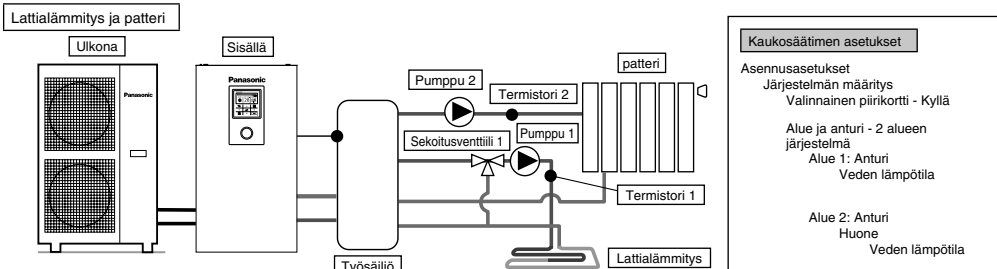 Lattialämmitys ja patteri
Ulkona
Sisällä
Panasonic
Panasonic
Pumppu 2
Termistori 2
patteri
Sekoitusventtiili 1
Pumppu 1
Termistori 1
Lattialämmitys
Työsäiliö
Kaukosäätimen asetukset
Asennusasetukset
Järjestelmän määritys
Valinnainen piirikortti - Kyllä
Alue ja anturi - 2 alueen
järjestelmä
Alue 1: Anturi
Veden lämpötila
Alue 2: Anturi
Huone
Veden lämpötila